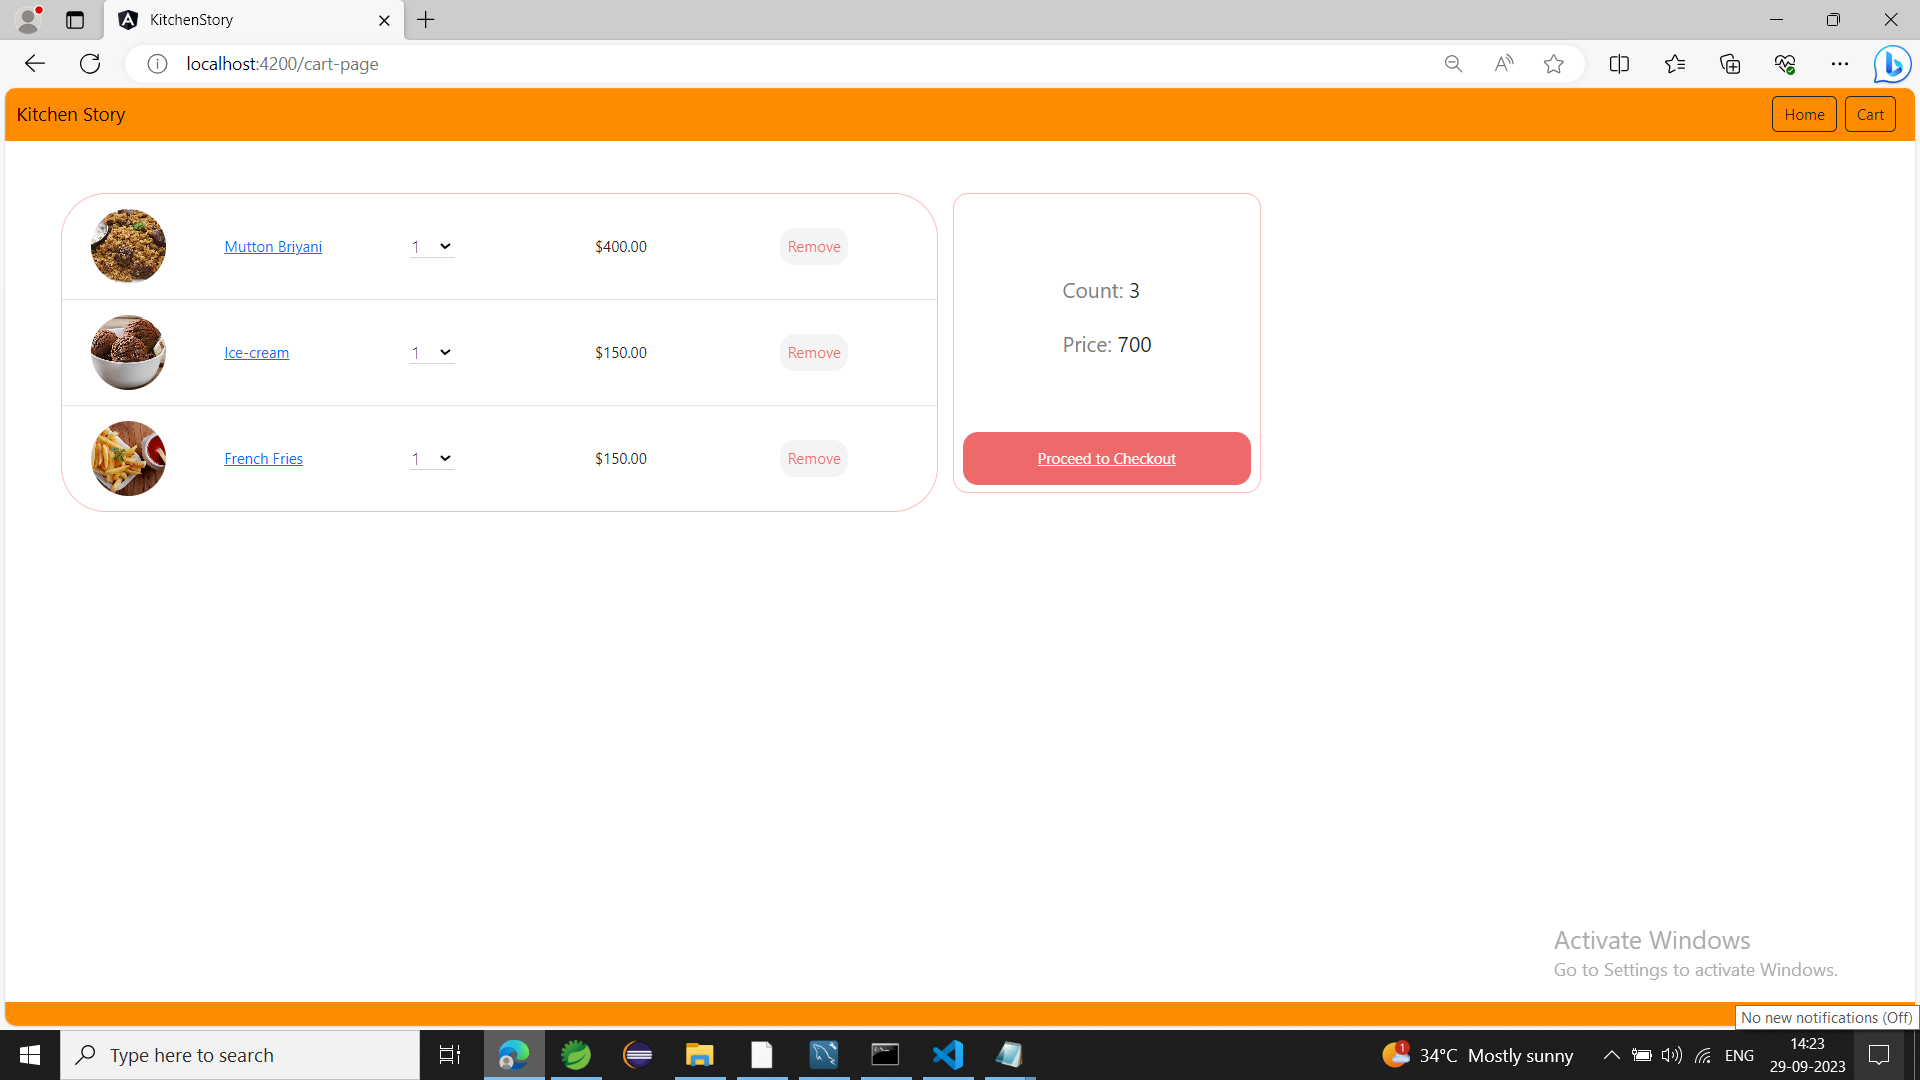 KitchenStory
localhost:4200/cart-page
Kitchen Story
Home
Cart
Mutton Briyani
1
$400.00
Remove
Ice-cream
1
$150.00
Remove
French Fries
1
$150.00
Remove
Count: 3
Price: 700
Proceed to Checkout
Activate Windows
Go to Settings to activate Windows.
No new notifications (Off)
Type here to search
1
34°C Mostly sunny
ENG
14:23
29-09-2023